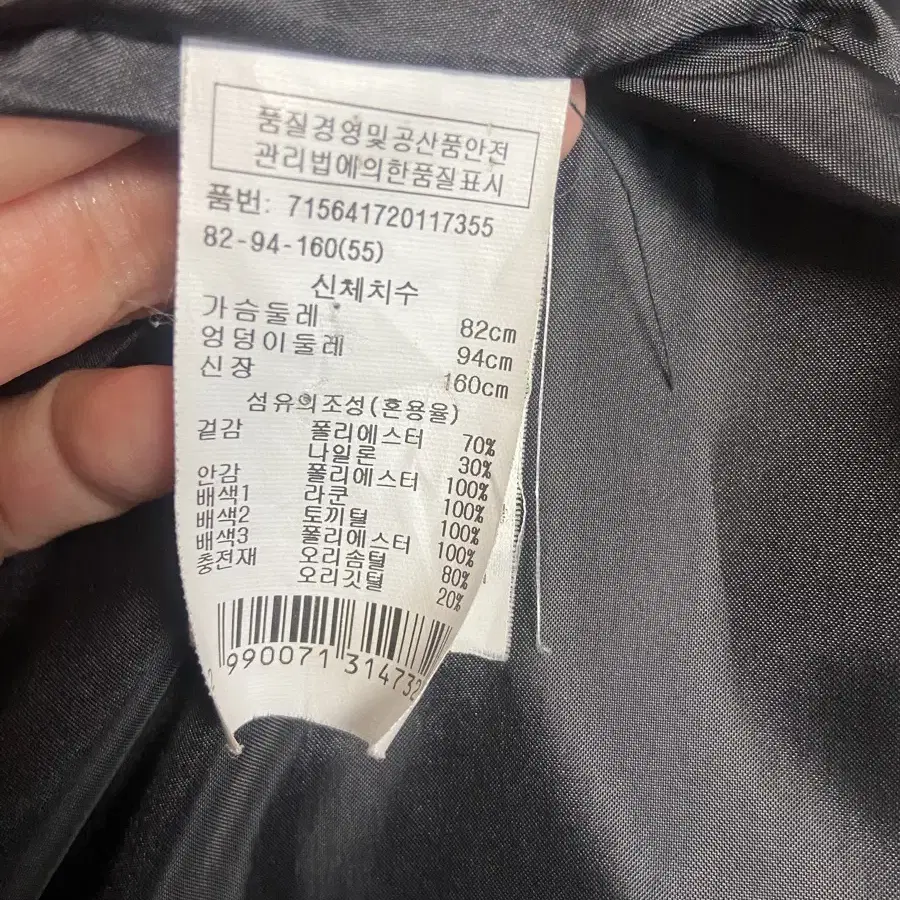 품질경영및공산품안전
관리법에의한품질표시
품번: 715641720117355
82-94-160(55)
신체치수
가슴둘레 82cm
엉덩이둘레 94cm
신장 160cm
섬유의조성(혼용율)
겉감 폴리에스터 70%
나일론 30%
안감 폴리에스터 100%
배색1 라쿤 100%
배색2 토끼털 100%
배색3 폴리에스터 100%
충전재 오리솜털 80%
오리깃털 20%
990071 314732